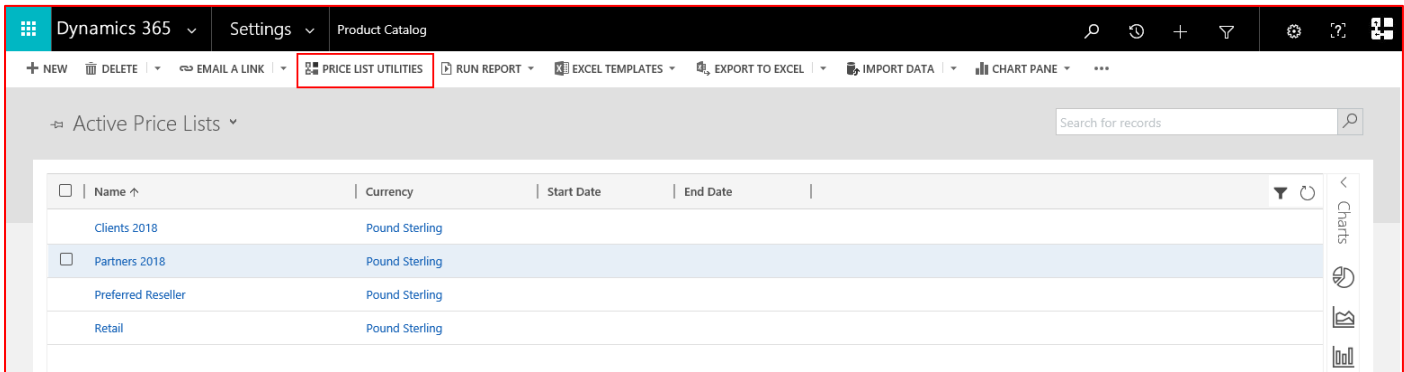 Dynamics 365 Settings Product Catalog
NEW DELETE EMAIL A LINK PRICE LIST UTILITIES RUN REPORT EXCEL TEMPLATES EXPORT TO EXCEL IMPORT DATA CHART PANE ...
Active Price Lists Search for records
Name Currency Start Date End Date
Charts
Clients 2018 Pound Sterling
Partners 2018 Pound Sterling
Preferred Reseller Pound Sterling
Retail Pound Sterling